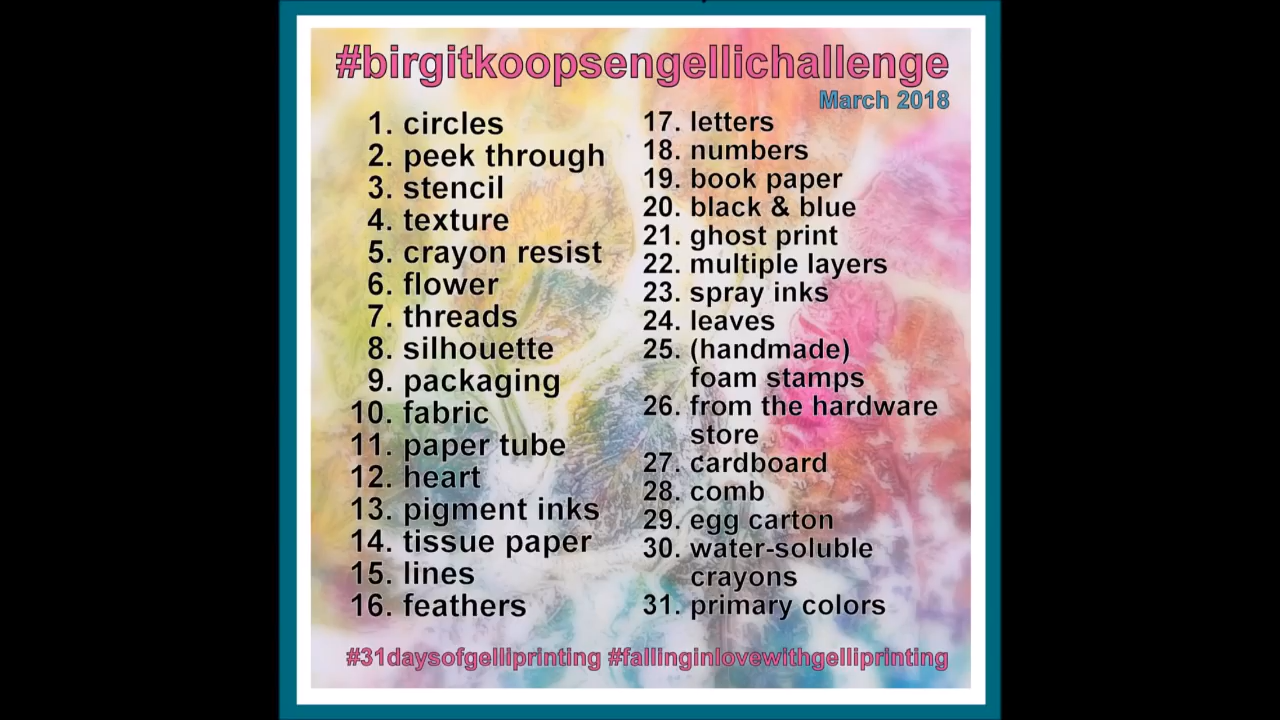 #birgitkoopsengellichallenge
March 2018
1. circles
2. peek through
3. stencil
4. texture
5. crayon resist
6. flower
7. threads
8. silhouette
9. packaging
10. fabric
11. paper tube
12. heart
13. pigment inks
14. tissue paper
15. lines
16. feathers
17. letters
18. numbers
19. book paper
20. black & blue
21. ghost print
22. multiple layers
23. spray inks
24. leaves
25. (handmade)
foam stamps
26. from the hardware
store
27. cardboard
28. comb
29. egg carton
30. water-soluble
crayons
31. primary colors
#31daysofgelliprinting #fallinginlovewithgelliprinting